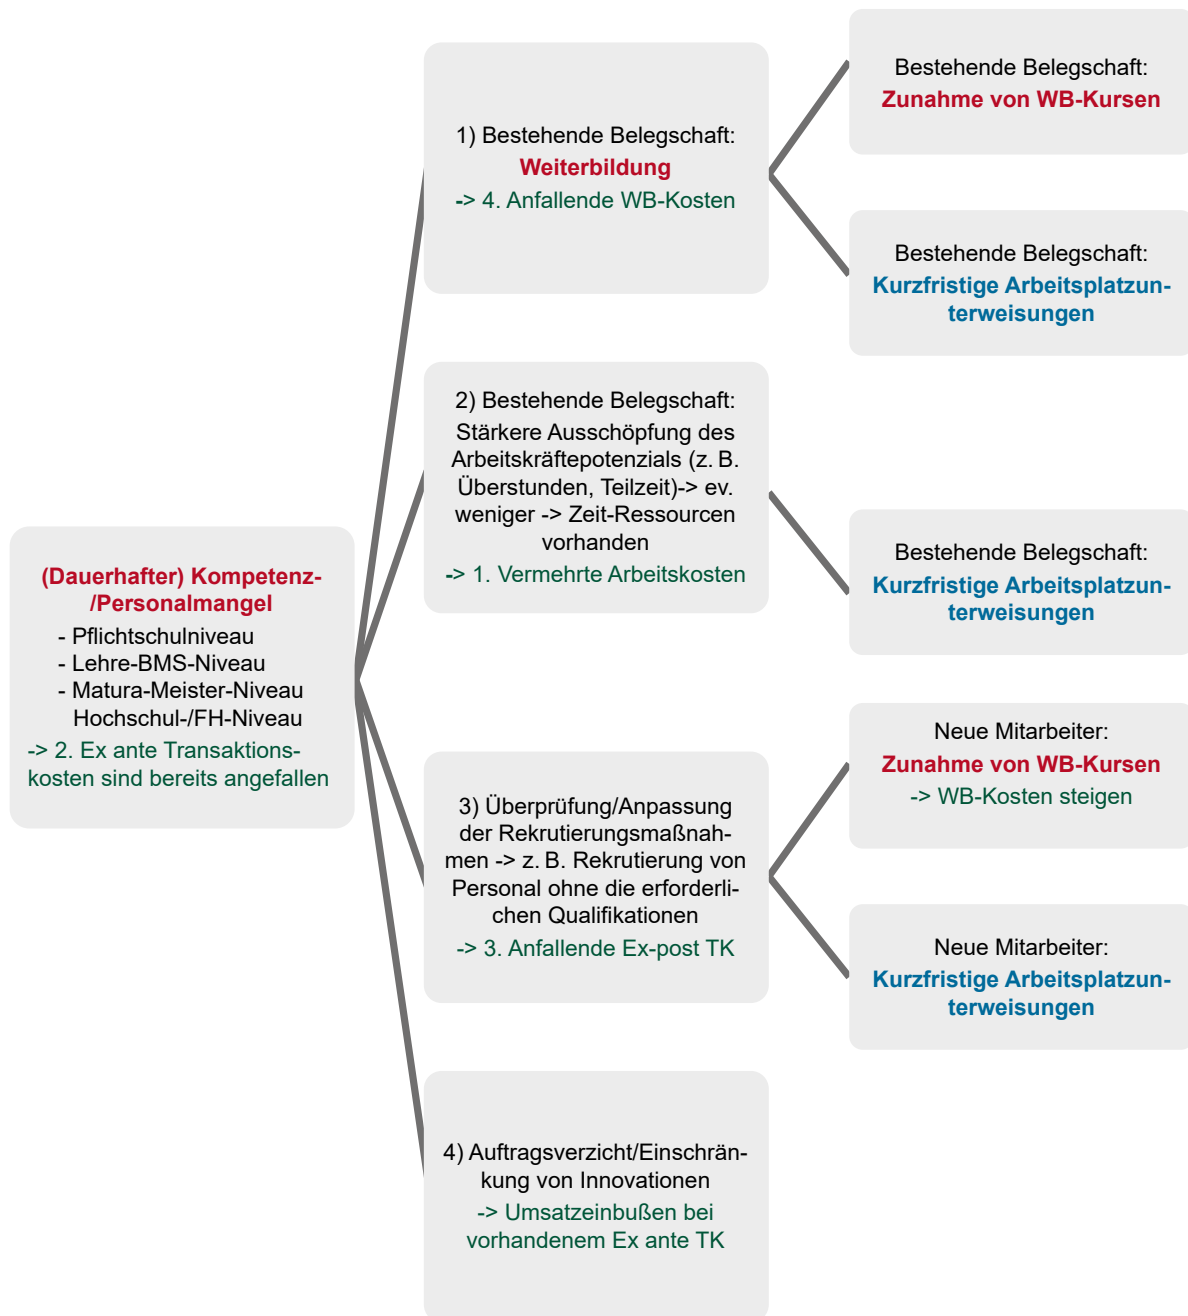 (Dauerhafter) Kompetenz-
/Personalmangel
- Pflichtschulniveau
- Lehre-BMS-Niveau
- Matura-Meister-Niveau
Hochschul-/FH-Niveau
-> 2. Ex ante Transaktions-
kosten sind bereits angefallen
1) Bestehende Belegschaft:
Weiterbildung
-> 4. Anfallende WB-Kosten
Bestehende Belegschaft:
Zunahme von WB-Kursen
Bestehende Belegschaft:
Kurzfristige Arbeitsplatzun-
terweisungen
2) Bestehende Belegschaft:
Stärkere Ausschöpfung des
Arbeitskräftepotenzials (z. B.
Überstunden, Teilzeit)-> ev.
weniger -> Zeit-Ressourcen
vorhanden
-> 1. Vermehrte Arbeitskosten
Bestehende Belegschaft:
Kurzfristige Arbeitsplatzun-
terweisungen
3) Überprüfung/Anpassung
der Rekrutierungsmaßnah-
men -> z. B. Rekrutierung von
Personal ohne die erforderli-
chen Qualifikationen
-> 3. Anfallende Ex-post TK
Neue Mitarbeiter:
Zunahme von WB-Kursen
-> WB-Kosten steigen
Neue Mitarbeiter:
Kurzfristige Arbeitsplatzun-
terweisungen
4) Auftragsverzicht/Einschrän-
kung von Innovationen
-> Umsatzeinbußen bei
vorhandenem Ex ante TK